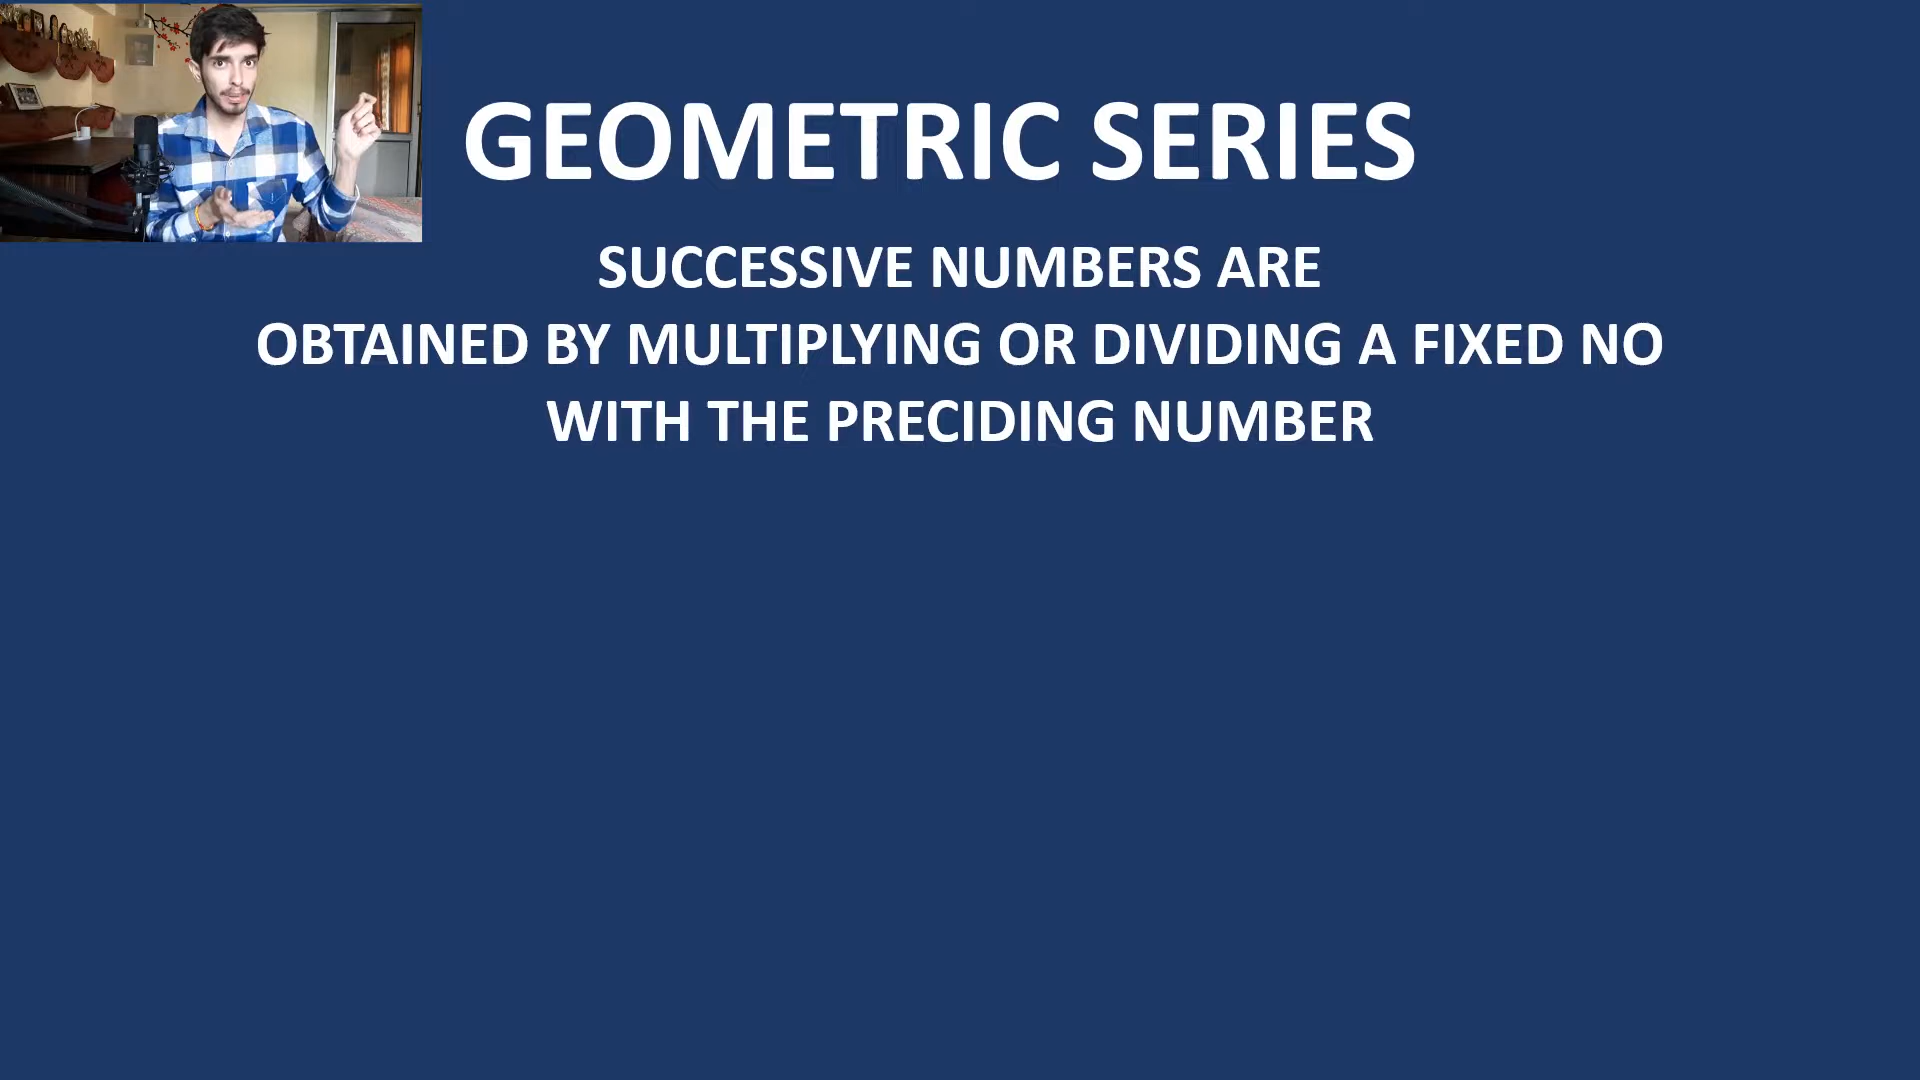 GEOMETRIC SERIES
SUCCESSIVE NUMBERS ARE
OBTAINED BY MULTIPLYING OR DIVIDING A FIXED NO
WITH THE PRECIDING NUMBER